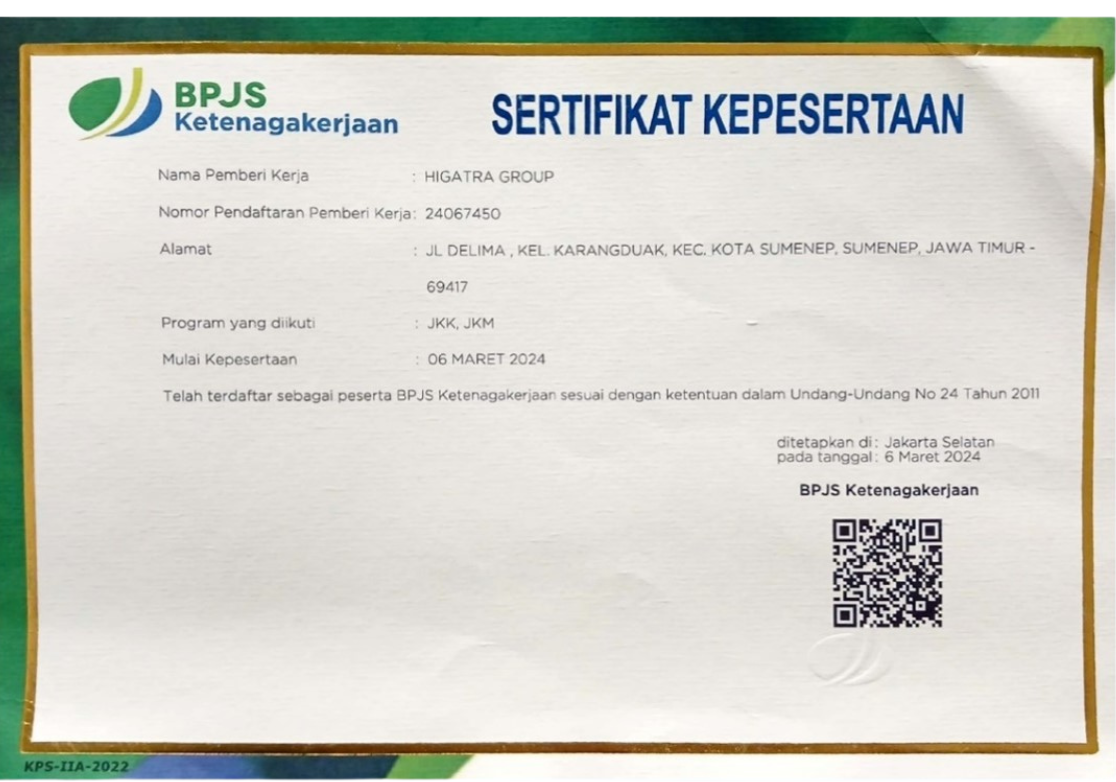 BPJS
Ketenagakerjaan
SERTIFIKAT KEPESERTAAN
Nama Pemberi Kerja : HIGATRA GROUP
Nomor Pendaftaran Pemberi Kerja: 24067450
Alamat : JL DELIMA , KEL. KARANGDUAK, KEC. KOTA SUMENEP, SUMENEP, JAWA TIMUR -
69417
Program yang diikuti : JKK, JKM
Mulai Kepesertaan : 06 MARET 2024
Telah terdaftar sebagai peserta BPJS Ketenagakerjaan sesuai dengan ketentuan dalam Undang-Undang No 24 Tahun 2011
ditetapkan di : Jakarta Selatan
pada tanggal : 6 Maret 2024
BPJS Ketenagakerjaan
KPS-IIA-2022